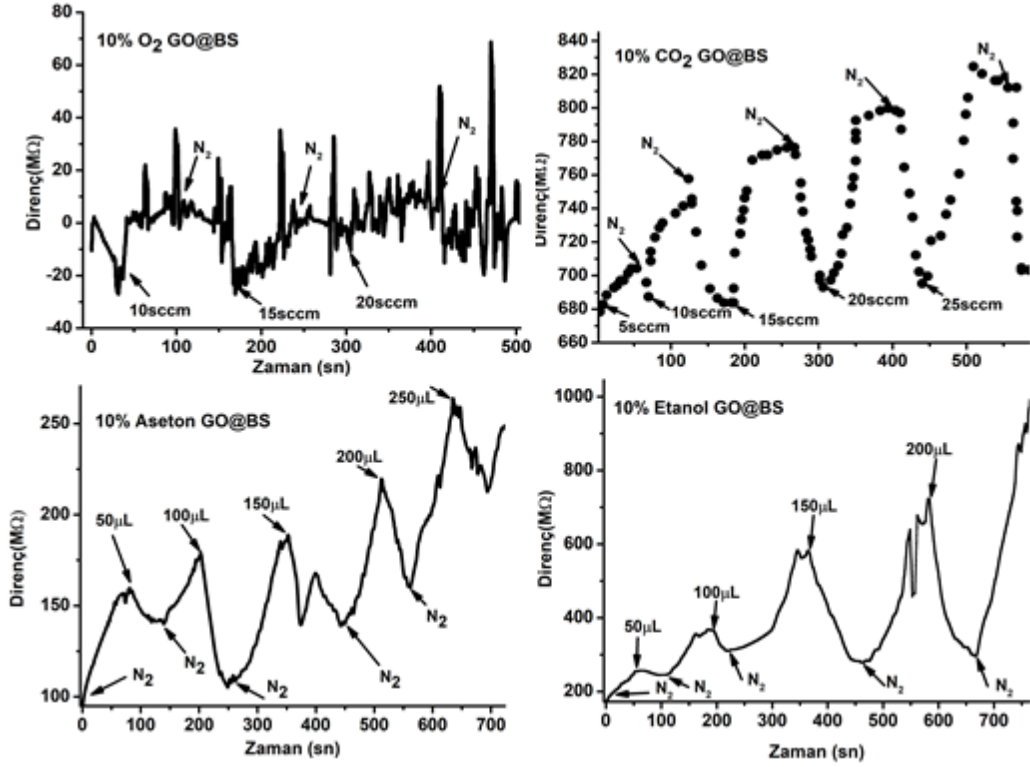 10% O2 GO@BS
Direnç(MΩ)
80
60
40
20
0
-20
-40
N2
N2
N2
10sccm
15sccm
20sccm
0
100
200
300
400
500
Zaman (sn)
10% CO2 GO@BS
Direnç(MΩ)
840
820
800
780
760
740
720
700
680
660
N2
N2
N2
N2
N2
5sccm
10sccm
15sccm
20sccm
25sccm
100
200
300
400
500
Zaman (sn)
10% Aseton GO@BS
Direnç(MΩ)
250
200
150
100
50µL
100µL
150µL
200µL
250µL
N2
N2
N2
N2
N2
0
100
200
300
400
500
600
700
Zaman (sn)
10% Etanol GO@BS
Direnç(MΩ)
1000
800
600
400
200
50µL
100µL
150µL
200µL
N2
N2
N2
N2
N2
0
100
200
300
400
500
600
700
Zaman (sn)